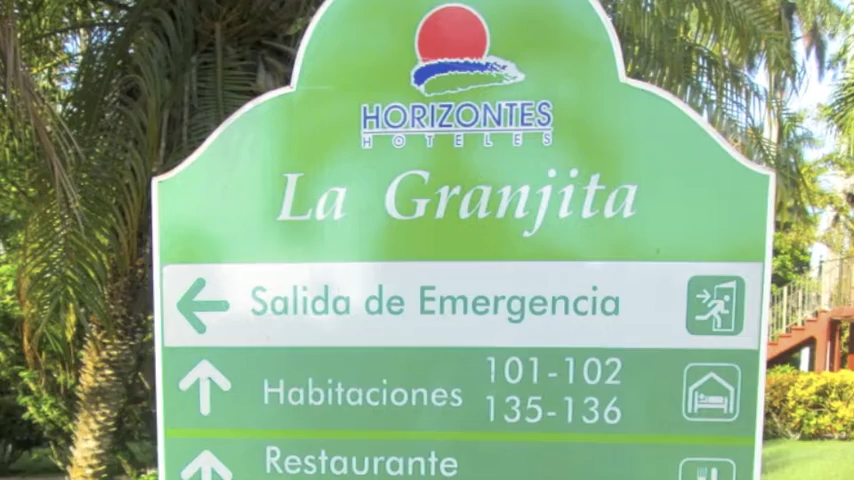 HORIZONTES
HOTELES
La Granjita
Salida de Emergencia
Habitaciones 101-102
135-136
Restaurante